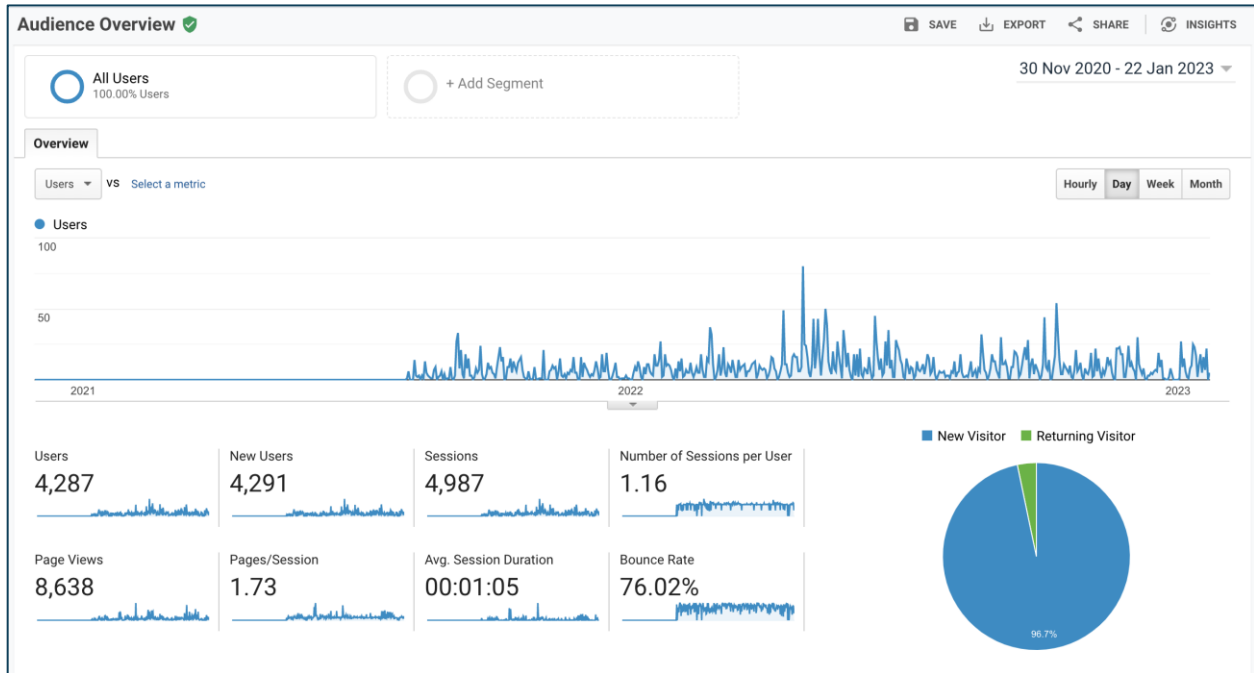 Audience Overview
SAVE EXPORT SHARE INSIGHTS
All Users
100.00% Users
+ Add Segment
30 Nov 2020 - 22 Jan 2023
Overview
Users VS Select a metric
Hourly Day Week Month
Users
100
50
2021 2022 2023
New Visitor Returning Visitor
Users New Users Sessions Number of Sessions per User
4,287 4,291 4,987 1.16
Page Views Pages/Session Avg. Session Duration Bounce Rate
8,638 1.73 00:01:05 76.02%
96.7%